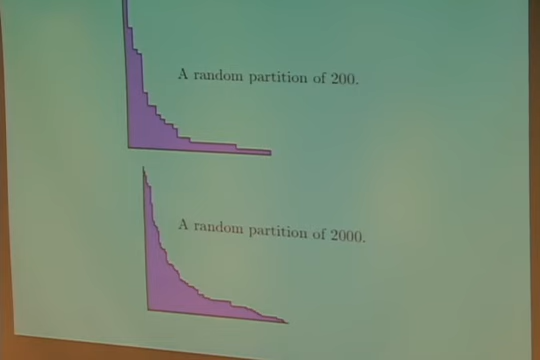 A random partition of 200.
A random partition of 2000.